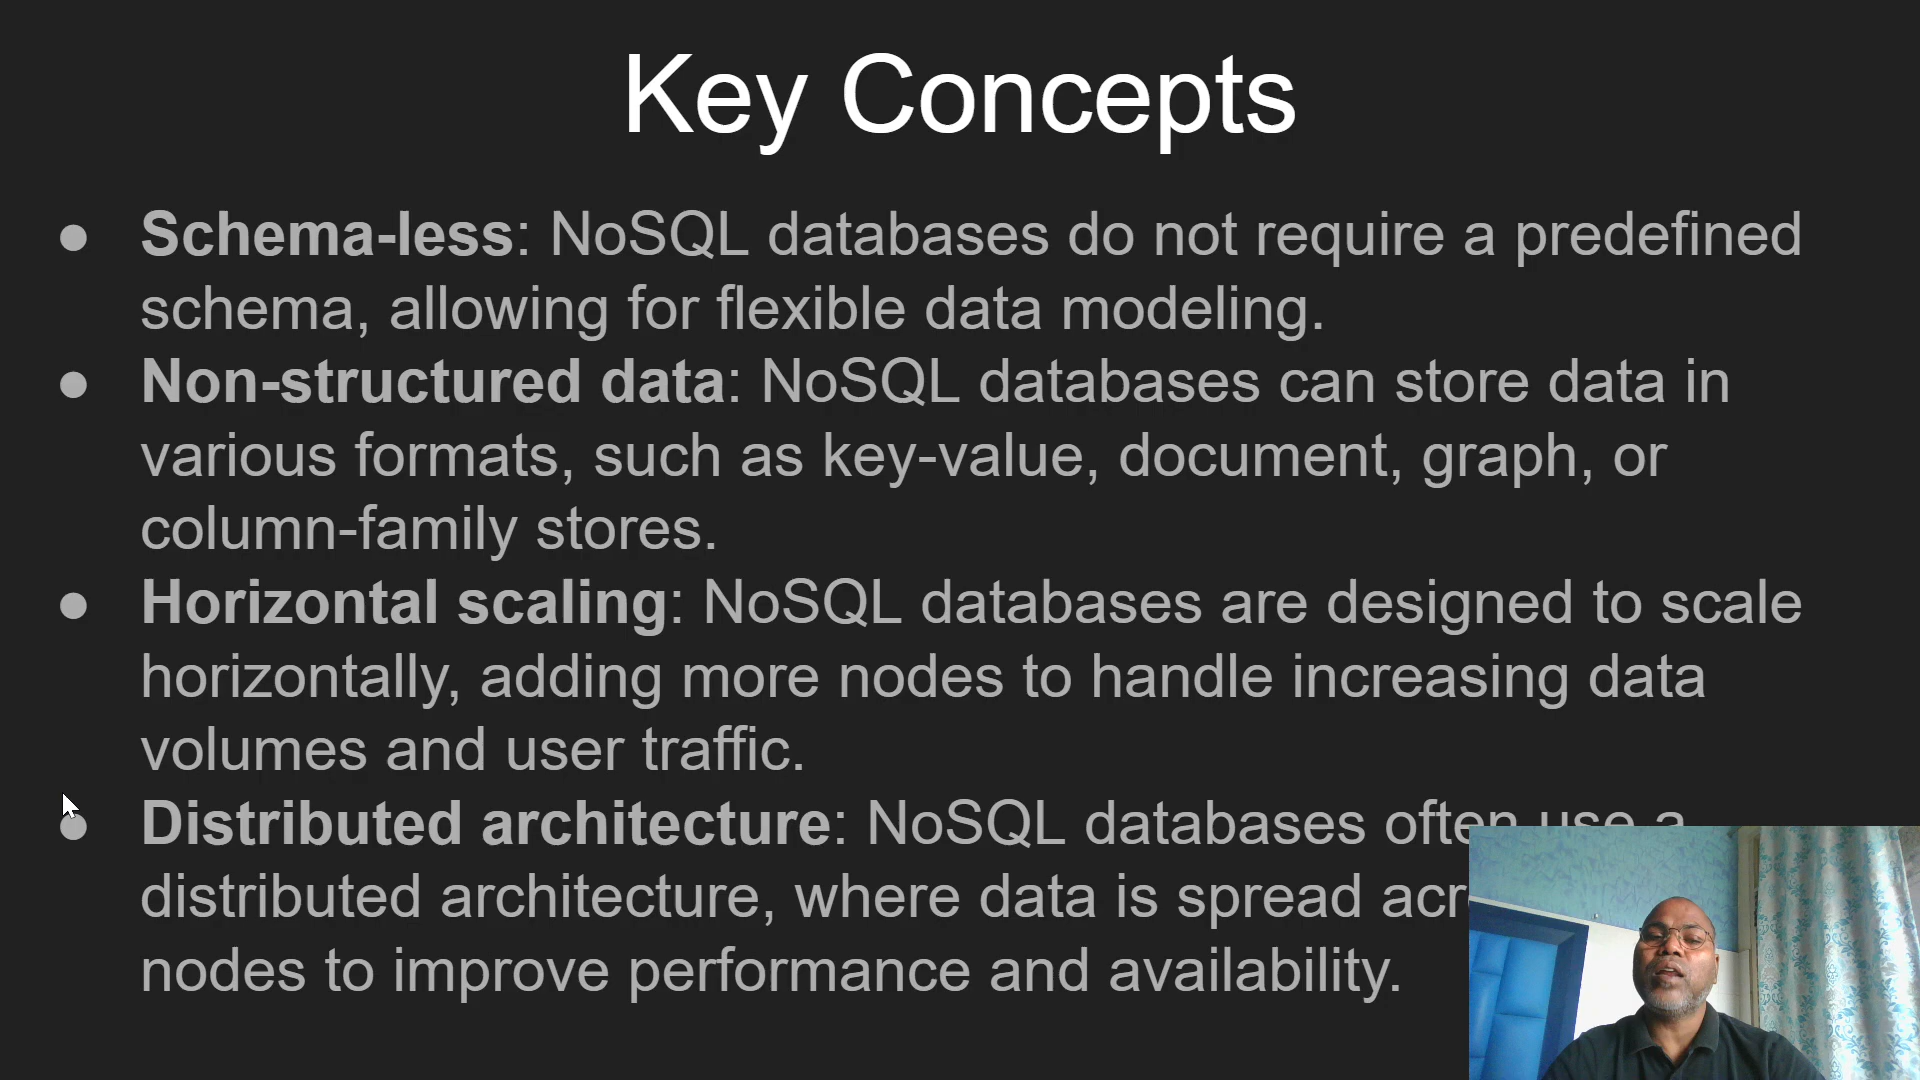 Key Concepts
● Schema-less: NoSQL databases do not require a predefined
schema, allowing for flexible data modeling.
● Non-structured data: NoSQL databases can store data in
various formats, such as key-value, document, graph, or
column-family stores.
● Horizontal scaling: NoSQL databases are designed to scale
horizontally, adding more nodes to handle increasing data
volumes and user traffic.
● Distributed architecture: NoSQL databases often use a
distributed architecture, where data is spread
nodes to improve performance and availability.